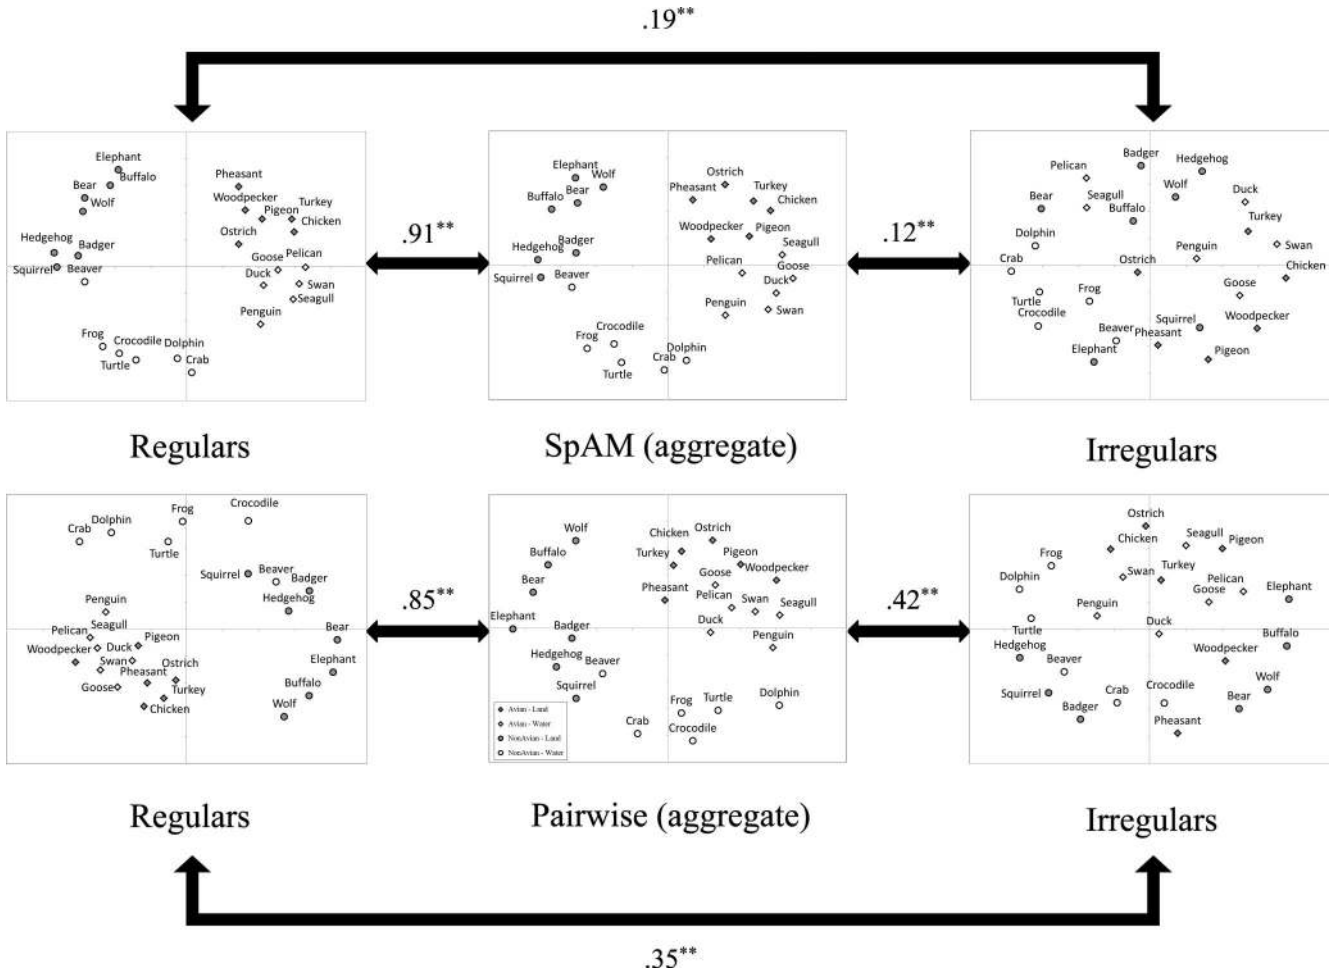 .19**
Elephant
Buffalo
Bear
Wolf
Hedgehog
Badger
Squirrel
Beaver
Pheasant
Woodpecker
Turkey
Pigeon
Chicken
Ostrich
Goose
Pelican
Duck
Swan
Seagull
Penguin
Frog
Crocodile
Dolphin
Turtle
Crab
.91**
Elephant
Wolf
Bear
Buffalo
Hedgehog
Badger
Squirrel
Beaver
Ostrich
Pheasant
Turkey
Chicken
Woodpecker
Pigeon
Seagull
Pelican
Goose
Duck
Penguin
Swan
Crocodile
Frog
Dolphin
Crab
Turtle
.12**
Badger
Hedgehog
Pelican
Wolf
Duck
Seagull
Bear
Buffalo
Turkey
Dolphin
Swan
Penguin
Crab
Ostrich
Chicken
Goose
Turtle
Frog
Crocodile
Squirrel
Woodpecker
Beaver
Pheasant
Elephant
Pigeon
Regulars
SpAM (aggregate)
Irregulars
Frog
Crocodile
Dolphin
Crab
Turtle
Squirrel
Beaver
Badger
Hedgehog
Penguin
Seagull
Pelican
Pigeon
Bear
Woodpecker
Duck
Swan
Ostrich
Elephant
Pheasant
Goose
Turkey
Buffalo
Chicken
Wolf
.85**
Wolf
Ostrich
Chicken
Buffalo
Turkey
Pigeon
Goose
Woodpecker
Bear
Pheasant
Pelican
Swan
Seagull
Elephant
Badger
Duck
Penguin
Hedgehog
Beaver
Squirrel
Frog
Turtle
Dolphin
Crab
Crocodile
Avian - Land
Avian - Water
NonAvian - Land
NonAvian - Water
.42**
Ostrich
Chicken
Seagull
Pigeon
Frog
Swan
Turkey
Dolphin
Pelican
Elephant
Goose
Penguin
Turtle
Duck
Buffalo
Hedgehog
Woodpecker
Beaver
Wolf
Squirrel
Crab
Crocodile
Bear
Badger
Pheasant
Regulars
Pairwise (aggregate)
Irregulars
.35**